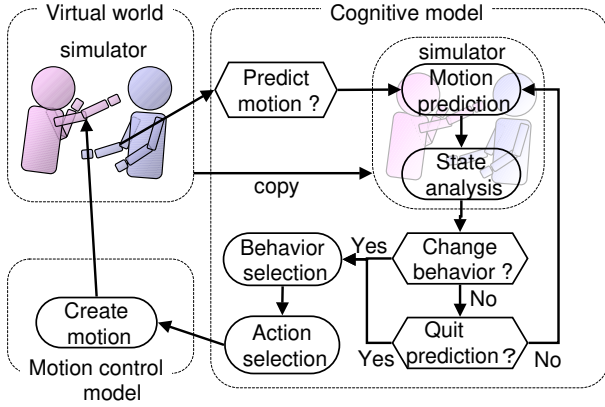 Virtual world
simulator
Cognitive model
Predict
motion ?
simulator
Motion
prediction
State
analysis
copy
Behavior
selection
Yes
Change
behavior ?
No
Action
selection
Yes
Quit
prediction ?
No
Create
motion
Motion control
model